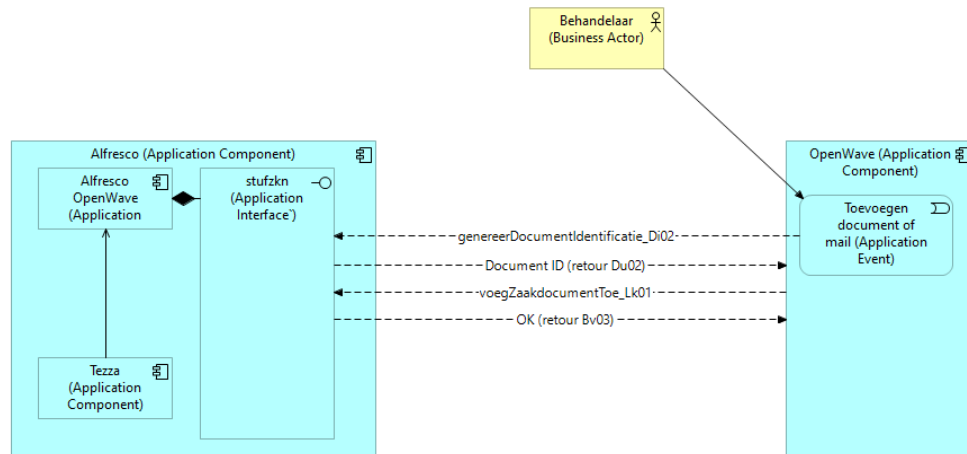 Behandelaar
(Business Actor)
Alfresco (Application Component)
Alfresco
OpenWave
(Application
stufzkn
(Application
Interface`)
Tezza
(Application
Component)
genereerDocumentIdentificatie_Di02
Document ID (retour Du02)
voegZaakdocumentToe_Lk01
OK (retour Bv03)
OpenWave (Application
Component)
Toevoegen
document of
mail (Application
Event)